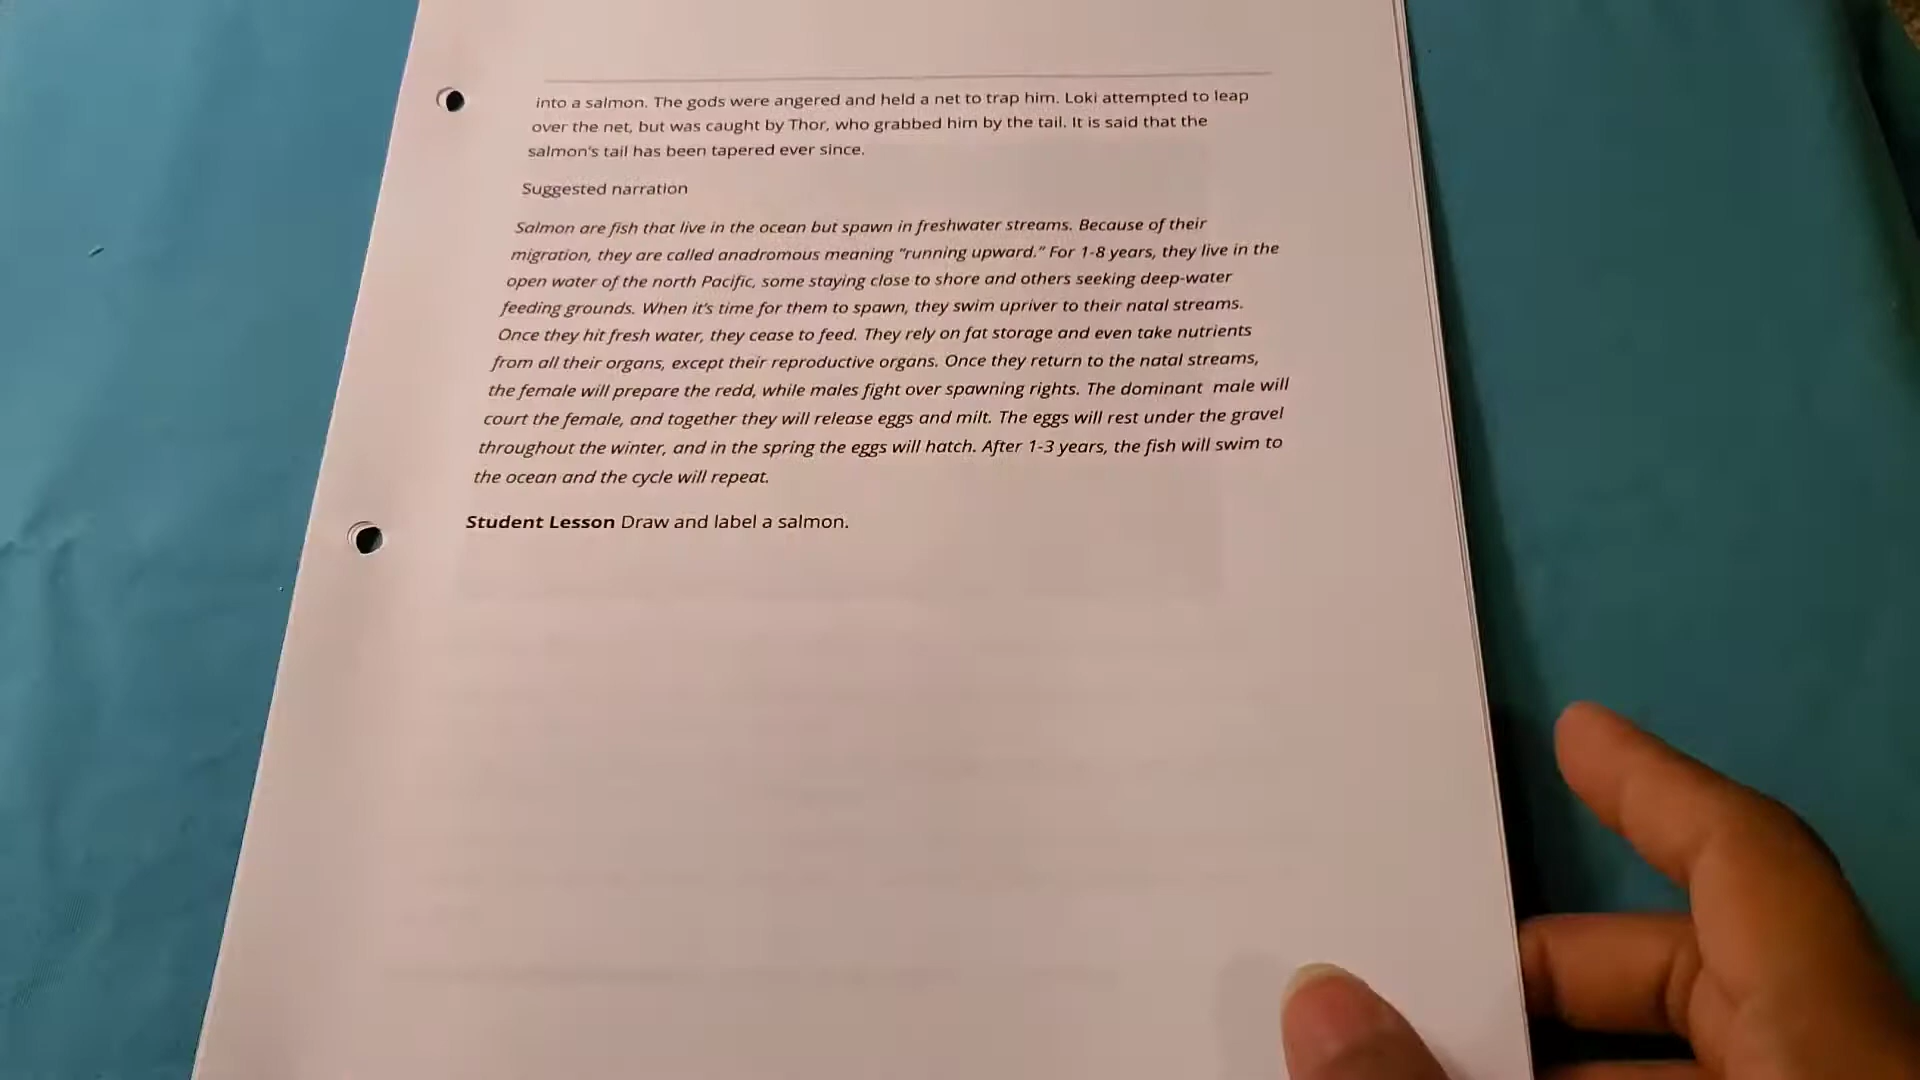 into a salmon. The gods were angered and held a net to trap him. Loki attempted to leap
over the net, but was caught by Thor, who grabbed him by the tail. It is said that the
salmon's tail has been tapered ever since.
Suggested narration
Salmon are fish that live in the ocean but spawn in freshwater streams. Because of their
migration, they are called anadromous meaning “running upward.” For 1-8 years, they live in the
open water of the north Pacific, some staying close to shore and others seeking deep-water
feeding grounds. When it's time for them to spawn, they swim upriver to their natal streams.
Once they hit fresh water, they cease to feed. They rely on fat storage and even take nutrients
from all their organs, except their reproductive organs. Once they return to the natal streams,
the female will prepare the redd, while males fight over spawning rights. The dominant male will
court the female, and together they will release eggs and milt. The eggs will rest under the gravel
throughout the winter, and in the spring the eggs will hatch. After 1-3 years, the fish will swim to
the ocean and the cycle will repeat.
Student Lesson Draw and label a salmon.